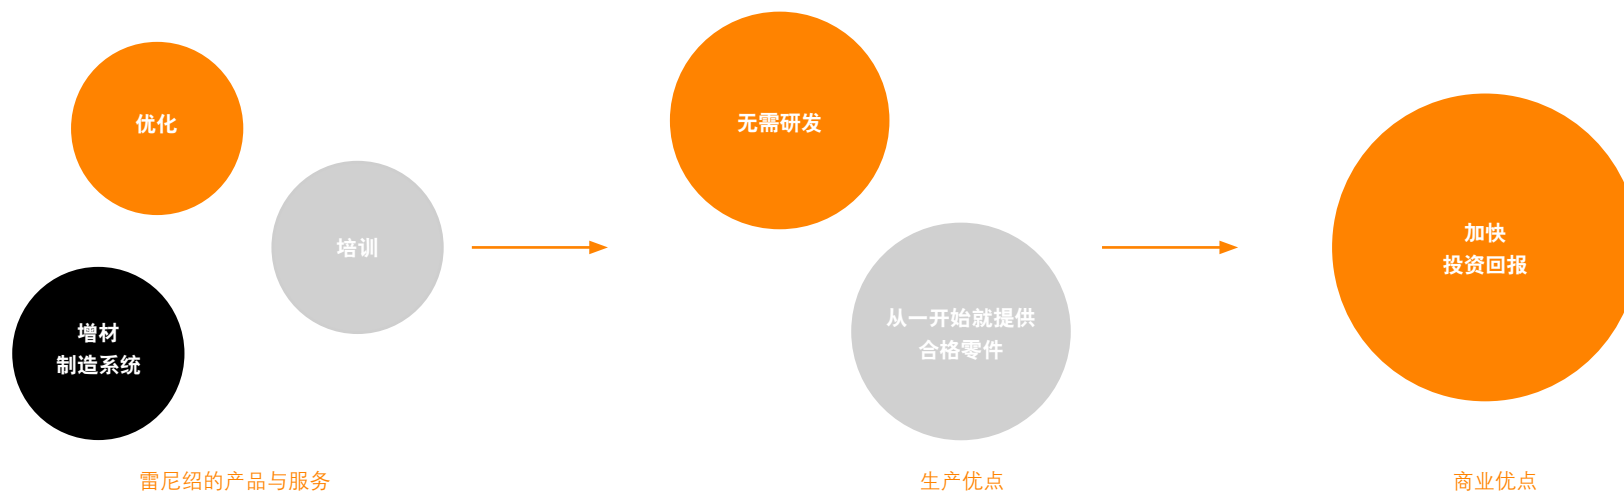 优化
培训
增材
制造系统
雷尼绍的产品与服务
无需研发
从一开始就提供
合格零件
生产优点
加快
投资回报
商业优点